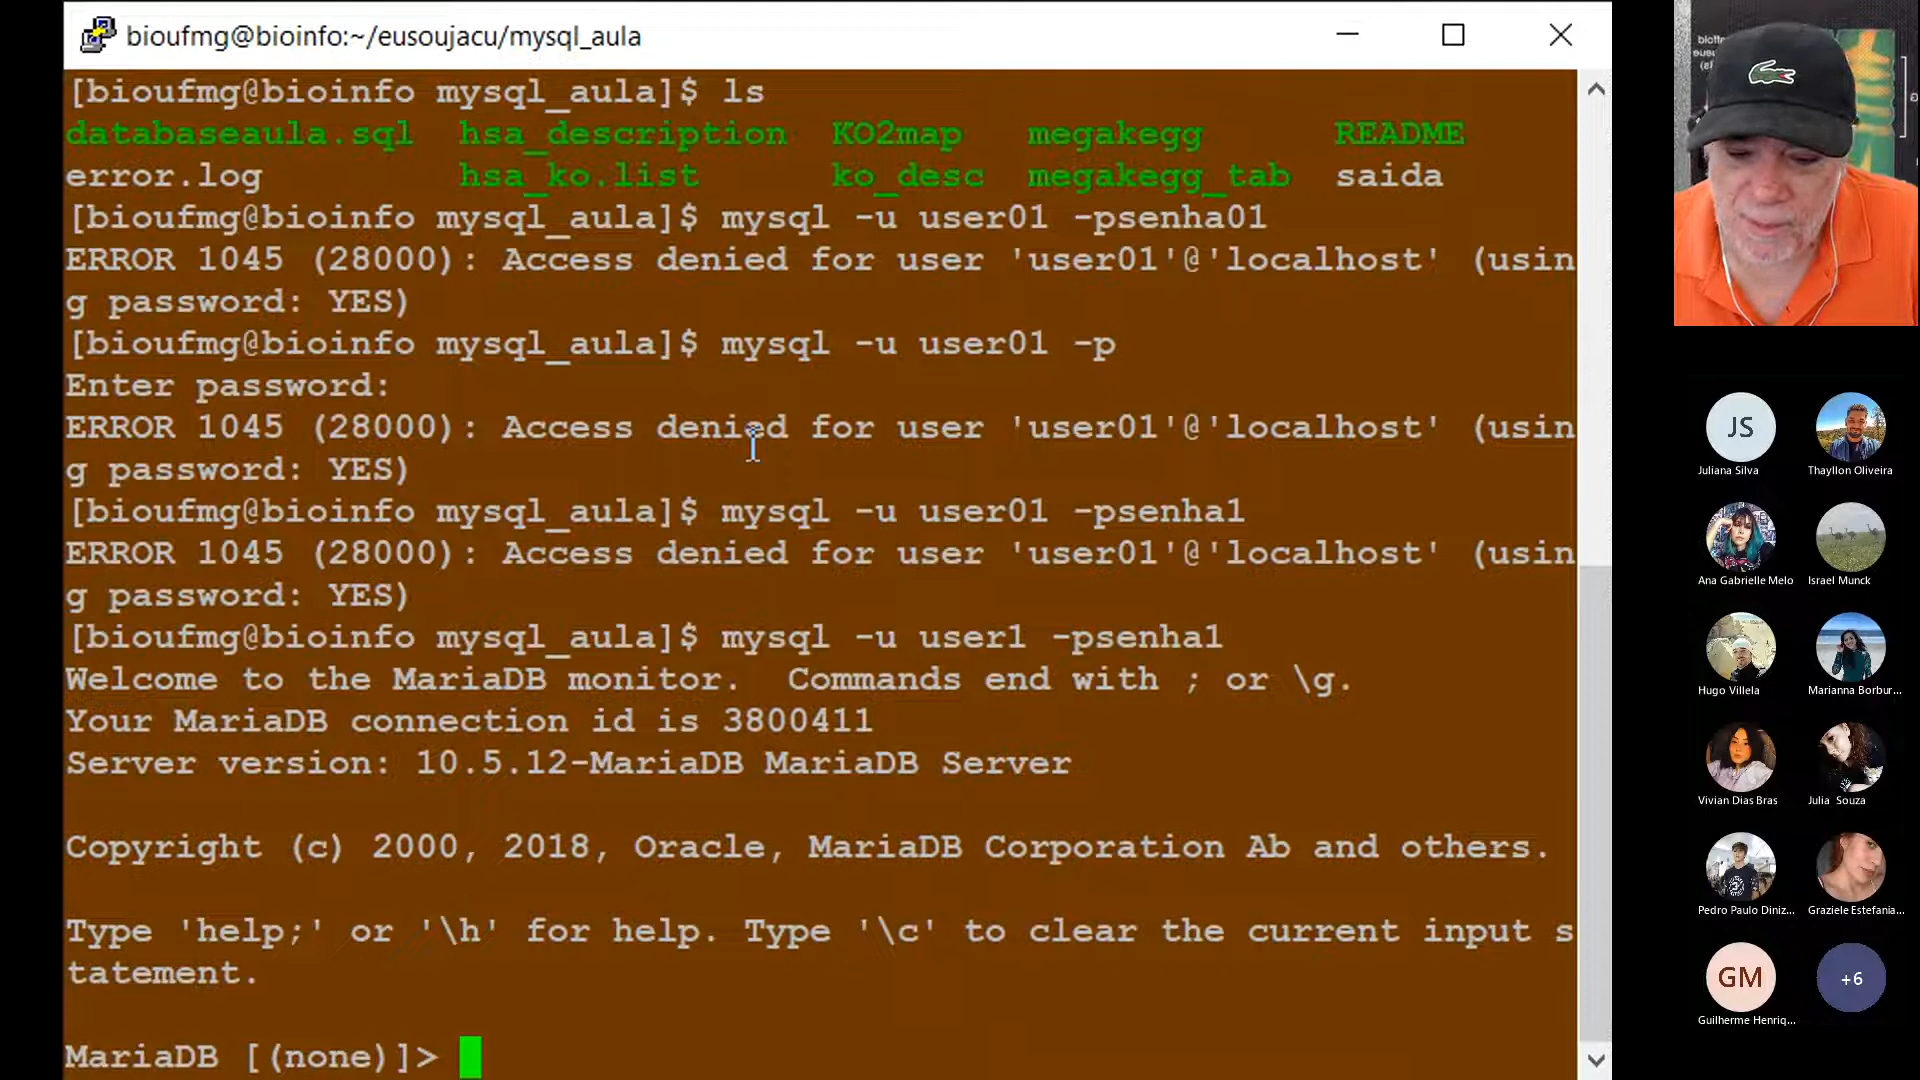 bioufmg@bioinfo:~/eusoujacu/mysql_aula
[bioufmg@bioinfo mysql_aula]$ ls
databaseaula.sql hsa_description KO2map megakegg README
error.log hsa_ko.list ko_desc megakegg_tab saida
[bioufmg@bioinfo mysql_aula]$ mysql -u user01 -psenha01
ERROR 1045 (28000): Access denied for user 'user01'@'localhost' (usin
g password: YES)
[bioufmg@bioinfo mysql_aula]$ mysql -u user01 -p
Enter password:
ERROR 1045 (28000): Access denied for user 'user01'@'localhost' (usin
g password: YES)
[bioufmg@bioinfo mysql_aula]$ mysql -u user01 -psenha1
ERROR 1045 (28000): Access denied for user 'user01'@'localhost' (usin
g password: YES)
[bioufmg@bioinfo mysql_aula]$ mysql -u user1 -psenha1
Welcome to the MariaDB monitor.  Commands end with ; or \g.
Your MariaDB connection id is 3800411
Server version: 10.5.12-MariaDB MariaDB Server
Copyright (c) 2000, 2018, Oracle, MariaDB Corporation Ab and others.
Type 'help;' or '\h' for help. Type '\c' to clear the current input s
tatement.
MariaDB [(none)]>
JS
Juliana Silva
Thayllon Oliveira
Ana Gabrielle Melo
Israel Munck
Hugo Villela
Marianna Borbur...
Vivian Dias Bras
Julia Souza
Pedro Paulo Diniz...
Graziele Estefania...
GM
+6
Guilherme Henriq...